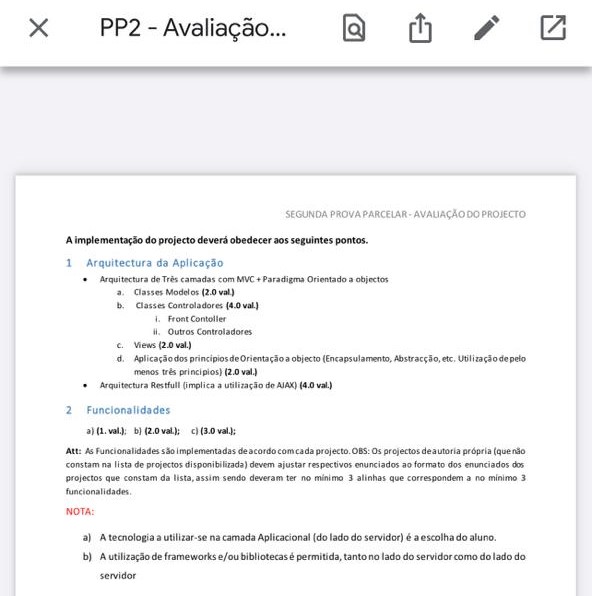 PP2 - Avaliação...
SEGUNDA PROVA PARCELAR - AVALIAÇÃO DO PROJECTO
A implementação do projecto deverá obedecer aos seguintes pontos.
1 Arquitectura da Aplicação
• Arquitectura de Três camadas com MVC + Paradigma Orientado a objectos
a. Classes Modelos (2.0 val.)
b. Classes Controladores (4.0 val.)
i. Front Contoller
ii. Outros Controladores
c. Views (2.0 val.)
d. Aplicação dos princípios de Orientação a objecto (Encapsulamento, Abstracção, etc. Utilização de pelo
menos três principios) (2.0 val.)
• Arquitectura Restfull (implica a utilização de AJAX) (4.0 val.)
2 Funcionalidades
a) (1. val.); b) (2.0 val.); c) (3.0 val.);
Att: As Funcionalidades são implementadas de acordo com cada projecto. OBS: Os projectos de autoria própria (que não
constam na lista de projectos disponibilizada) devem ajustar respectivos enunciados ao formato dos enunciados dos
projectos que constam da lista, assim sendo deveram ter no mínimo 3 alinhas que correspondem a no mínimo 3
funcionalidades.
NOTA:
a) A tecnologia a utilizar-se na camada Aplicacional (do lado do servidor) é a escolha do aluno.
b) A utilização de frameworks e/ou bibliotecas é permitida, tanto no lado do servidor como do lado do
servidor